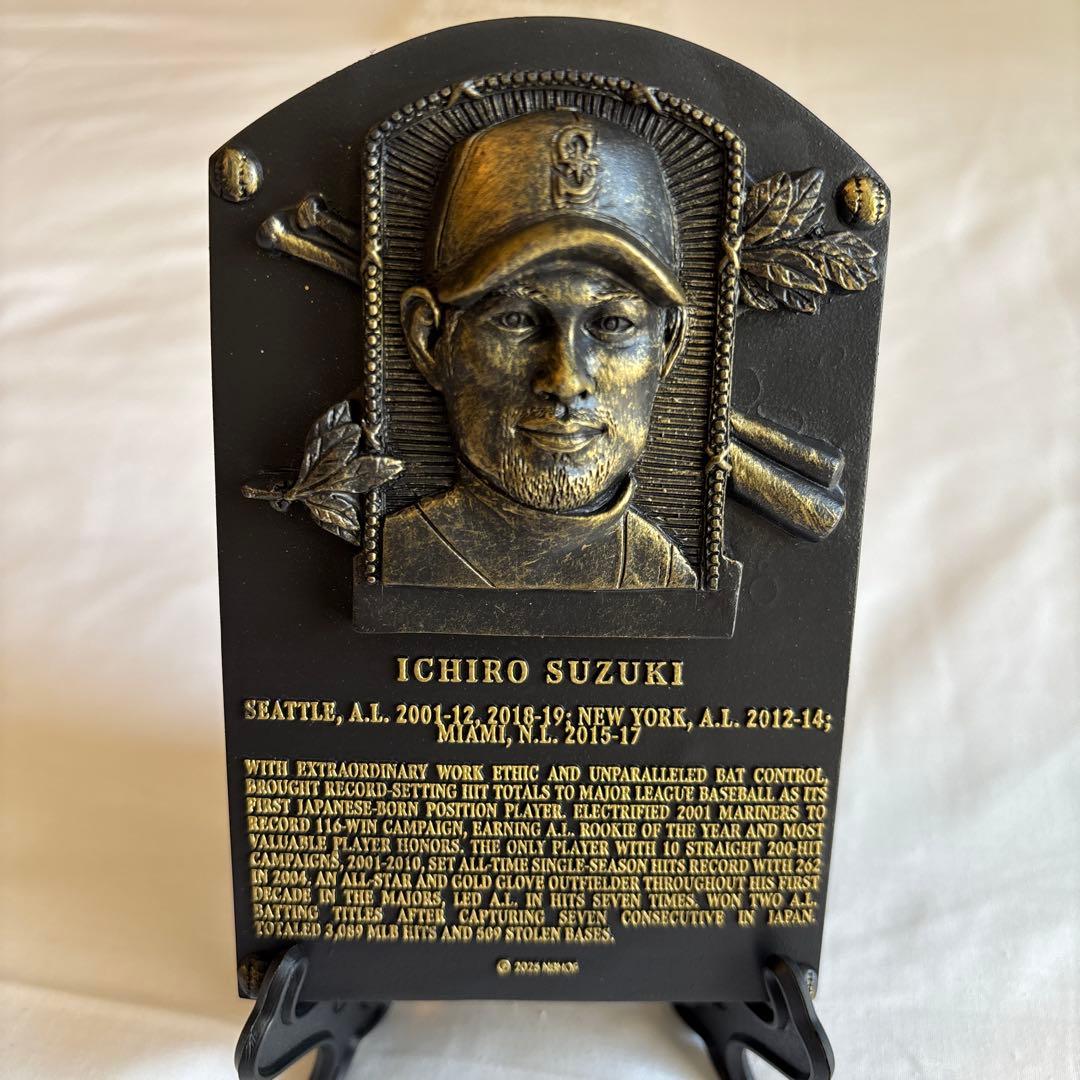 S
ICHIRO SUZUKI
SEATTLE, A.L. 2001-12, 2018-19; NEW YORK, A.L. 2012-14;
MIAMI, N.L. 2015-17
WITH EXTRAORDINARY WORK ETHIC AND UNPARALLELED BAT CONTROL,
BROUGHT RECORD-SETTING HIT TOTALS TO MAJOR LEAGUE BASEBALL AS ITS
FIRST JAPANESE-BORN POSITION PLAYER. ELECTRIFIED 2001 MARINERS TO
RECORD 116-WIN CAMPAIGN, EARNING A.L. ROOKIE OF THE YEAR AND MOST
VALUABLE PLAYER HONORS. THE ONLY PLAYER WITH 10 STRAIGHT 200-HIT
CAMPAIGNS, 2001-2010, SET ALL-TIME SINGLE-SEASON HITS RECORD WITH 262
IN 2004. AN ALL-STAR AND GOLD GLOVE OUTFIELDER THROUGHOUT HIS FIRST
DECADE IN THE MAJORS, LED A.L. IN HITS SEVEN TIMES. WON TWO A.L.
BATTING TITLES AFTER CAPTURING SEVEN CONSECUTIVE IN JAPAN.
TOTALED 3,089 MLB HITS AND 509 STOLEN BASES.
© 2025 NBHOF